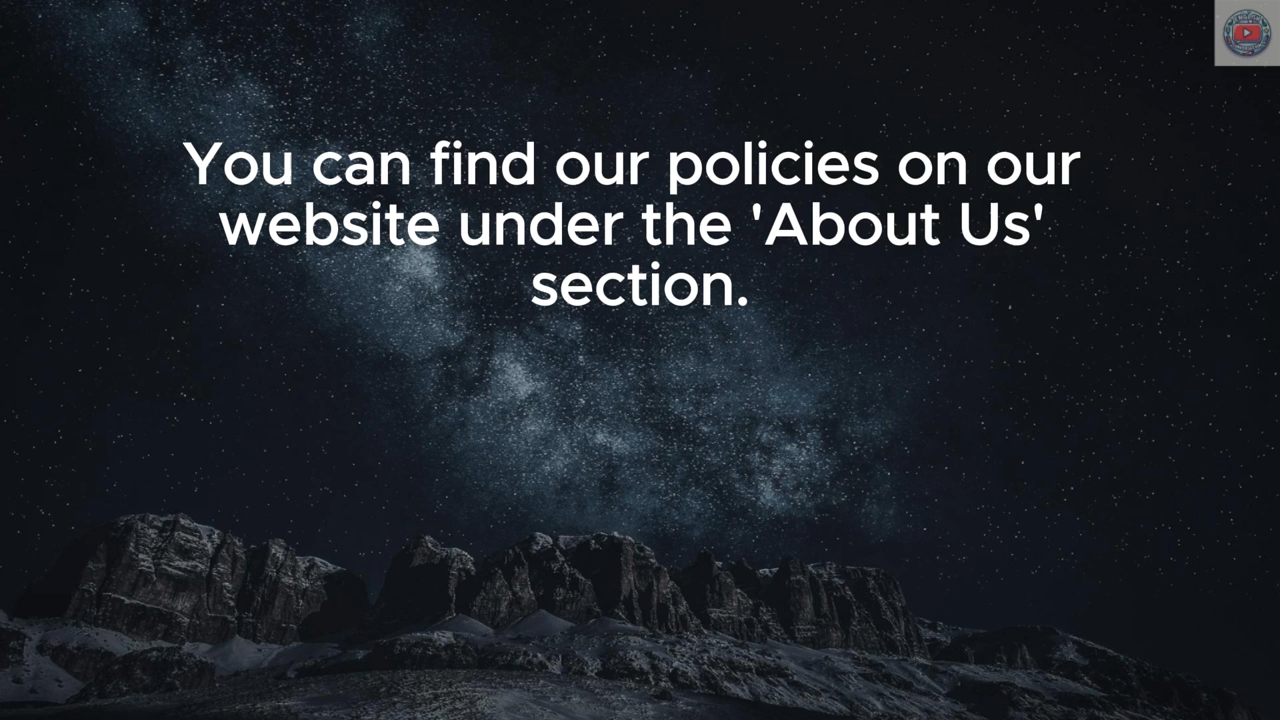 You can find our policies on our
website under the 'About Us'
section.